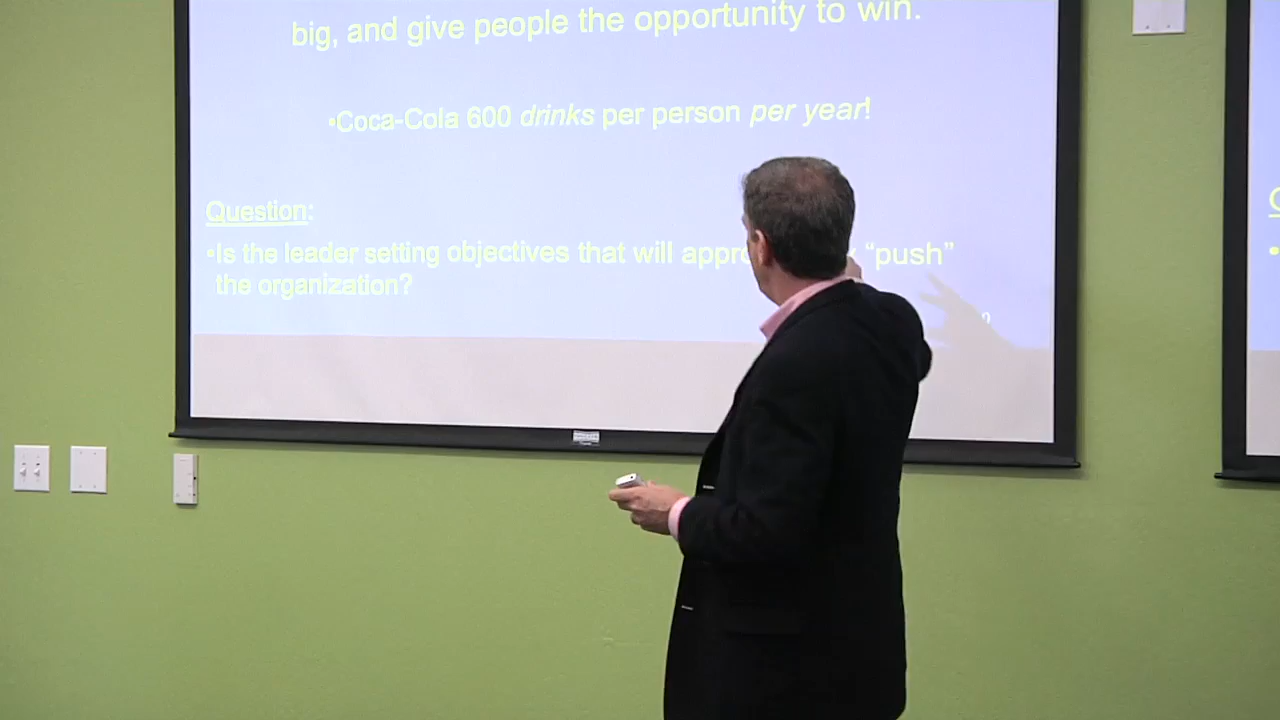 big, and give people the opportunity to win.
•Coca-Cola 600 drinks per person per year!
Question:
•Is the leader setting objectives that will "push"
the organization?